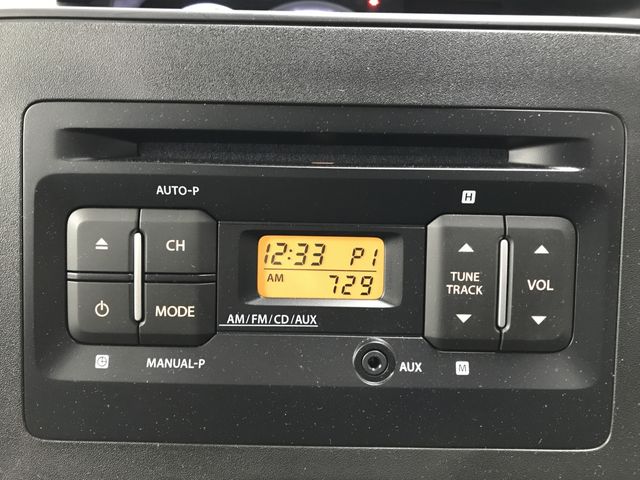 AUTO-P
H
CH
12:33 P1
AM 729
TUNE
TRACK
VOL
MODE
AM/FM/CD/AUX
MANUAL-P
AUX
M